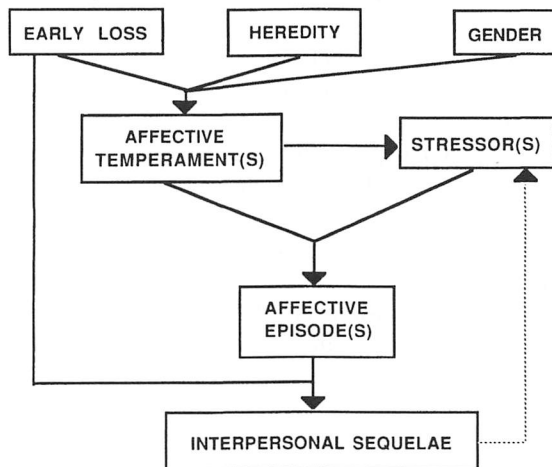 EARLY LOSS
HEREDITY
GENDER
AFFECTIVE
TEMPERAMENT(S)
STRESSOR(S)
AFFECTIVE
EPISODE(S)
INTERPERSONAL SEQUELAE